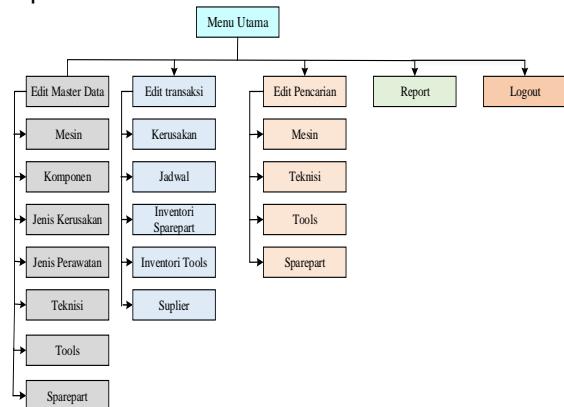 Menu Utama
Edit Master Data
Edit transaksi
Edit Pencarian
Report
Logout
Mesin
Komponen
Jenis Kerusakan
Jenis Perawatan
Teknisi
Tools
Sparepart
Kerusakan
Jadwal
Inventori
Sparepart
Inventori Tools
Suplier
Mesin
Teknisi
Tools
Sparepart